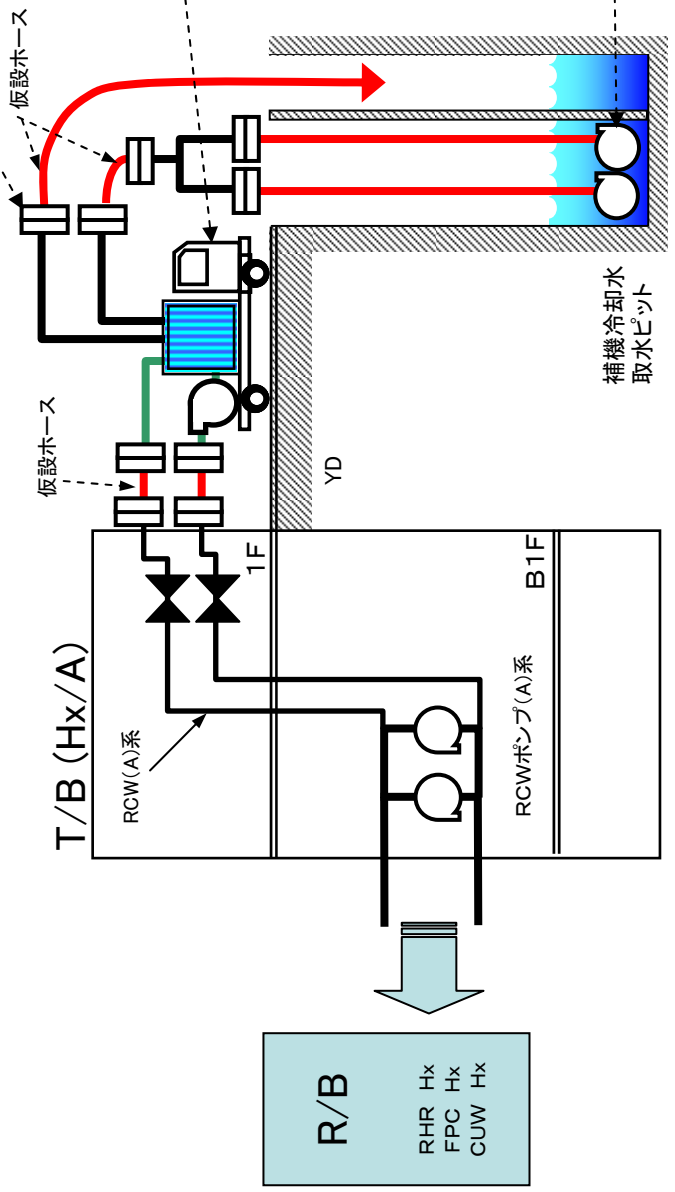 T/B (Hx/A)
RCW(A)系
1F
RCWポンプ(A)系
B1F
仮設ホース
仮設ホース
YD
補機冷却水
取水ピット
R/B
RHR Hx
FPC Hx
CUW Hx